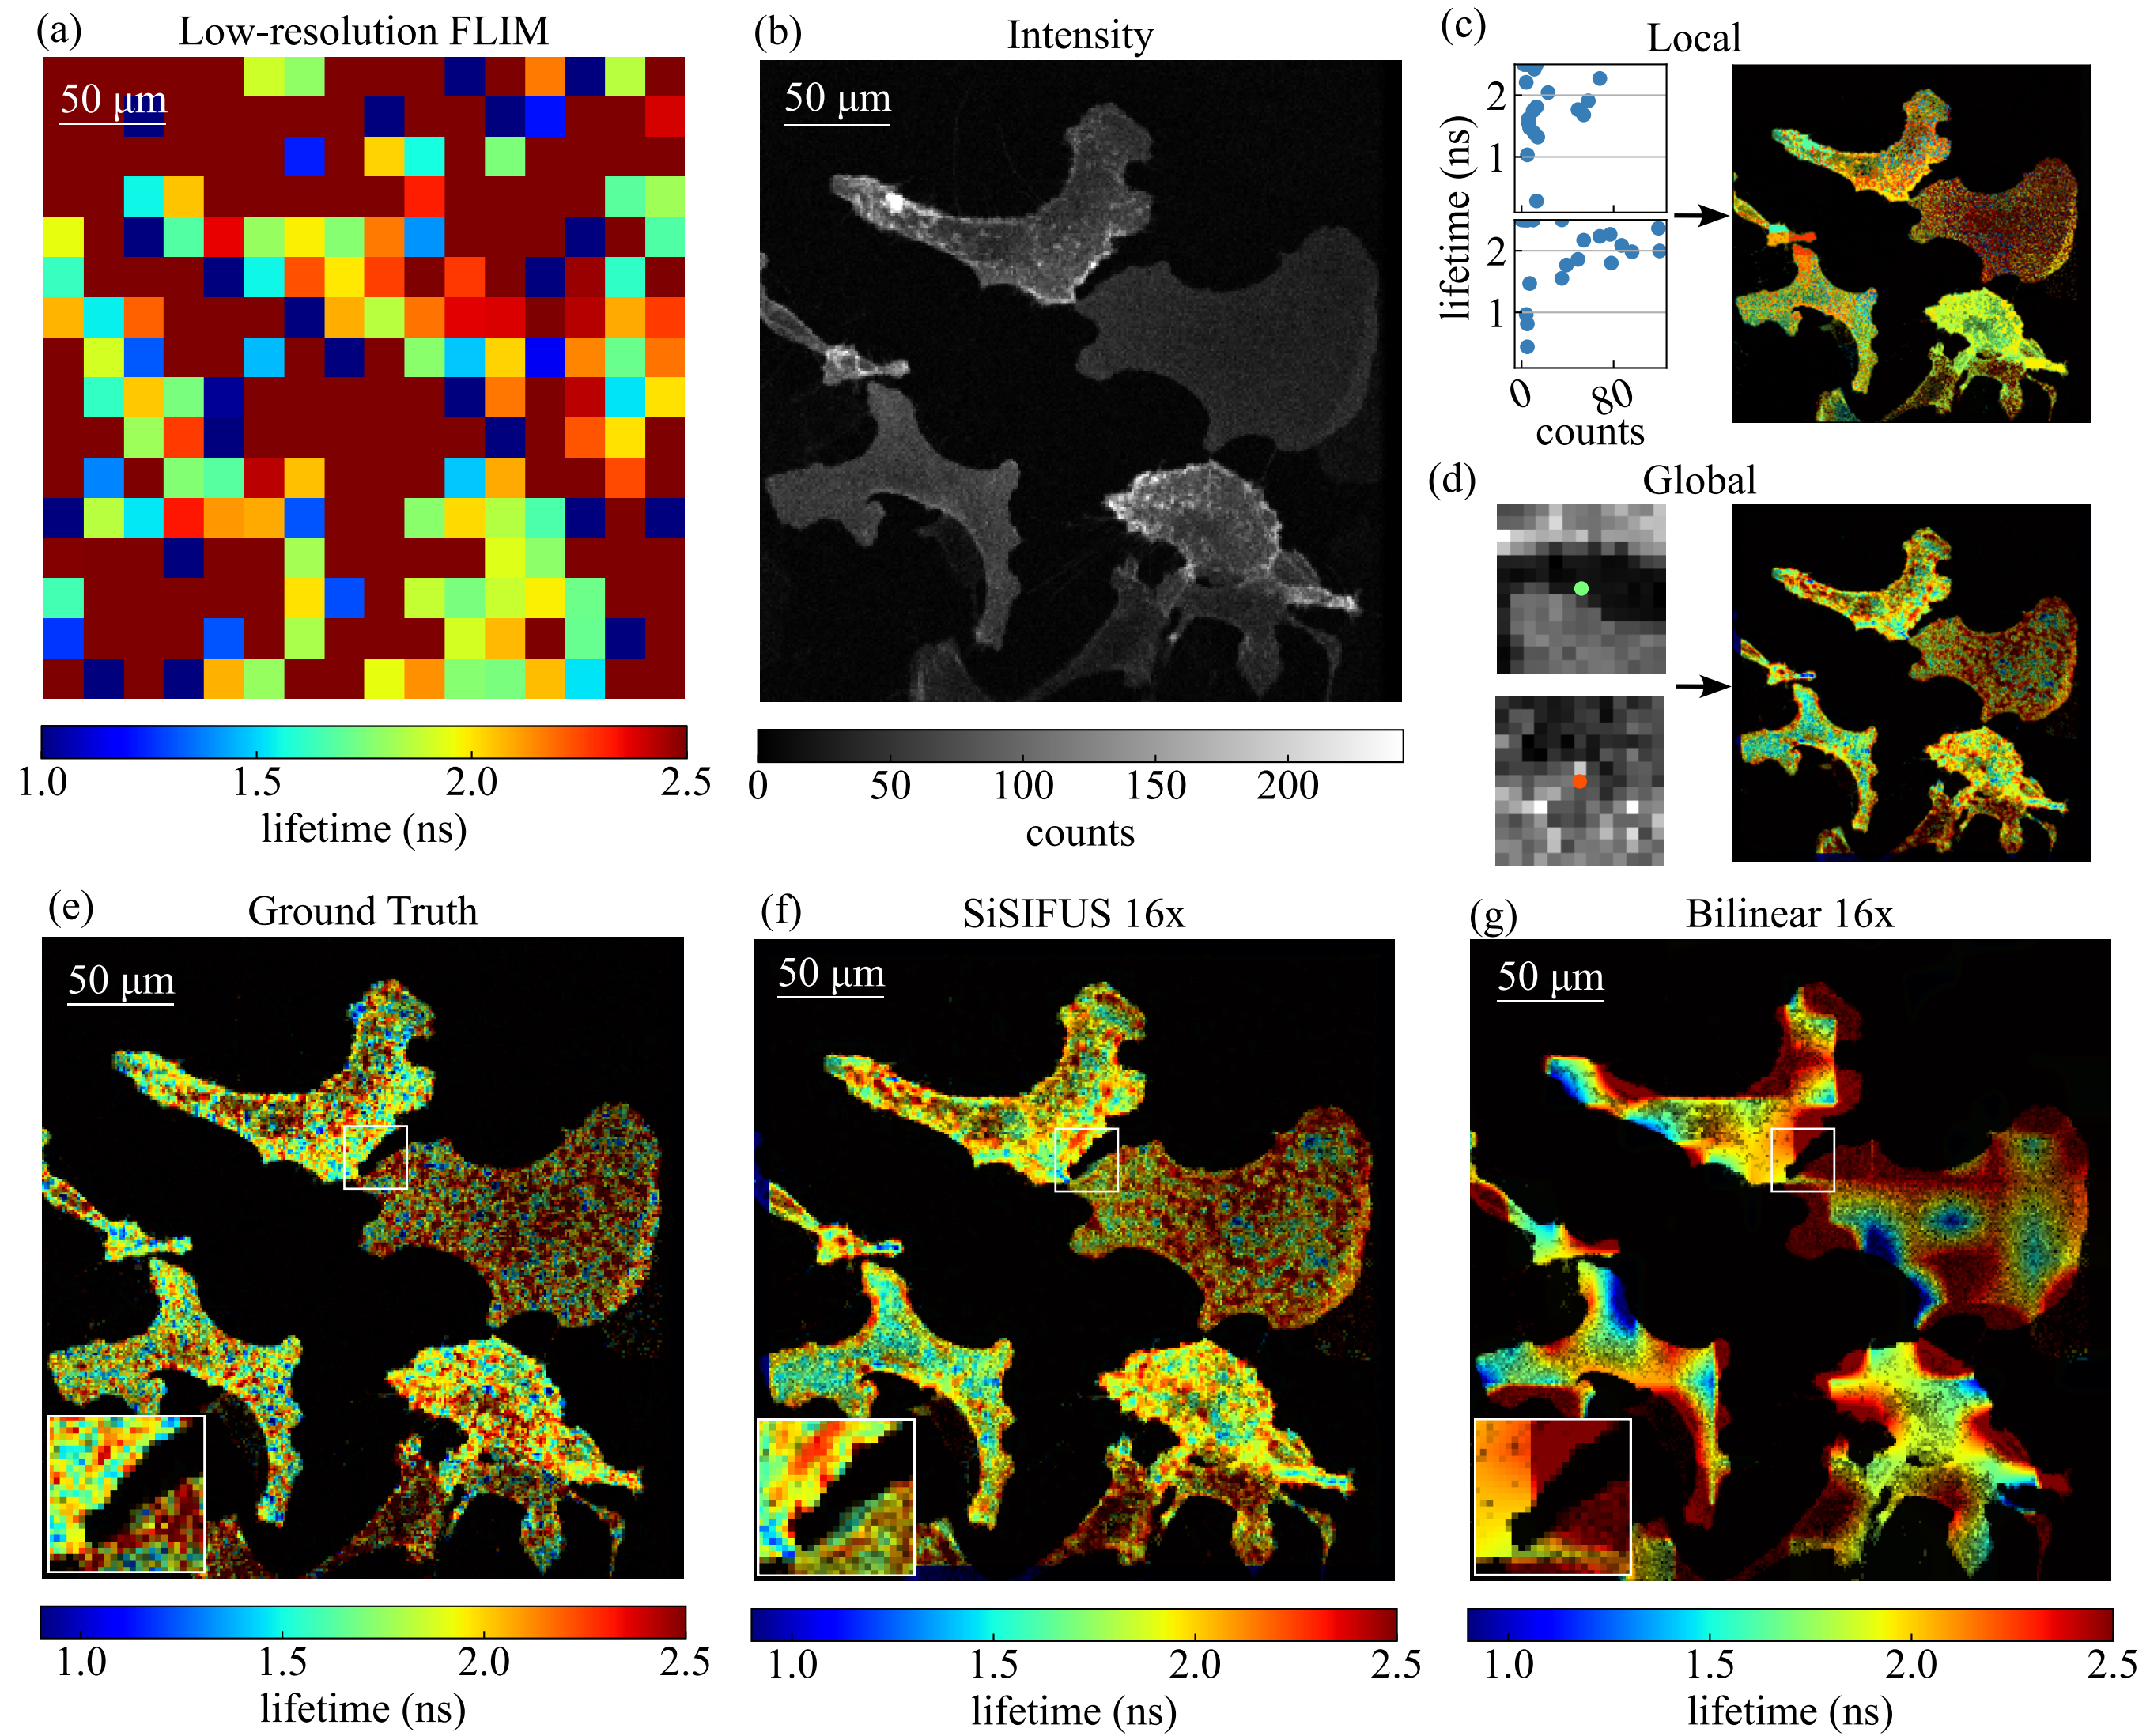 (a) Low-resolution FLIM
50 μm
1.0 1.5 2.0 2.5
lifetime (ns)
(b) Intensity
50 μm
0 50 100 150 200
counts
(c) Local
2
1
2
1
lifetime (ns)
0 80
counts
(d) Global
(e) Ground Truth
50 μm
1.0 1.5 2.0 2.5
lifetime (ns)
(f) SiSIFUS 16x
50 μm
1.0 1.5 2.0 2.5
lifetime (ns)
(g) Bilinear 16x
50 μm
1.0 1.5 2.0 2.5
lifetime (ns)